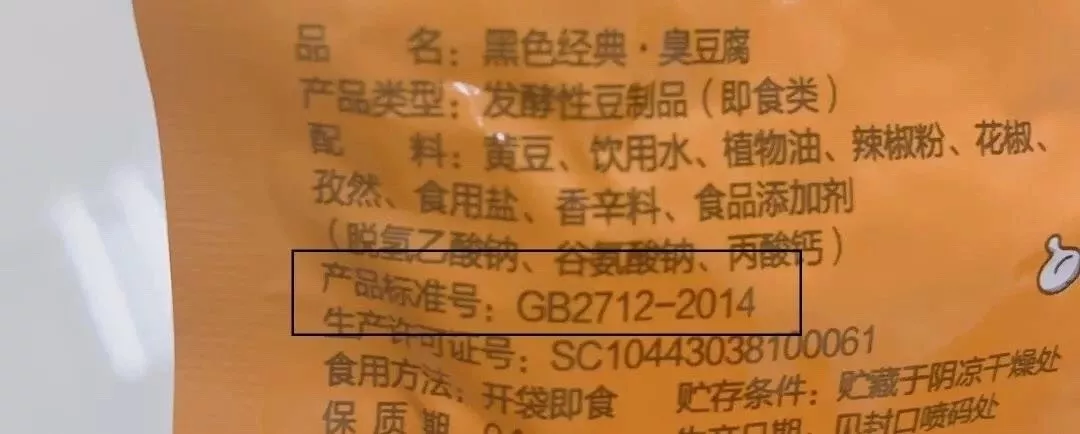 品 名：黑色经典·臭豆腐
产品类型：发酵性豆制品（即食类）
配 料：黄豆、饮用水、植物油、辣椒粉、花椒、
孜然、食用盐、香辛料、食品添加剂
（脱氢乙酸钠、谷氨酸钠、丙酸钙）
产品标准号：GB2712-2014
生产许可证号：SC10443038100061
食用方法：开袋即食 贮存条件：贮藏于阴凉干燥处
保 质 期 生产日期：见封口喷码处